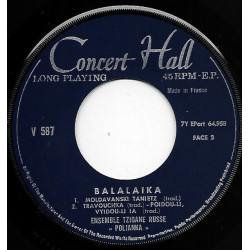 Concert Hall
LONG PLAYING
45 RPM - E.P.
Made in France
V 587
7Y EPart 64.958
FACE 2
BALALAIKA
1. MOLDAVANSKI TANIETZ (trad.)
2. TRAVOUCHKA (trad.) - POIDOU-LI,
VYIDOU-LI IA (trad.)
ENSEMBLE TZIGANE RUSSE
- POLIANKA -